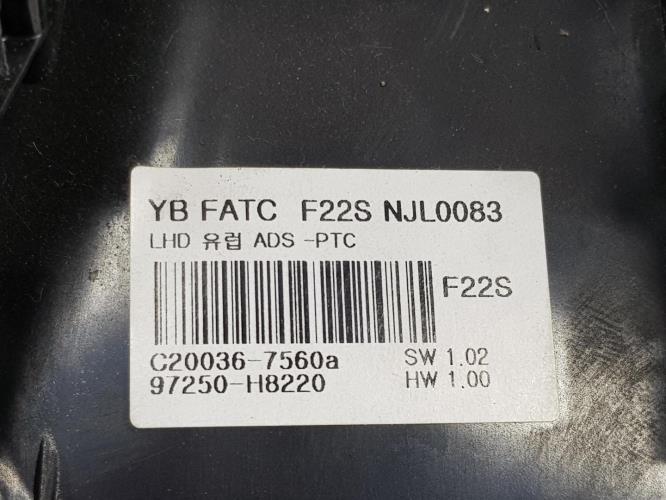 YB FATC F22S NJL0083
LHD 유럽 ADS -PTC
F22S
C20036-7560a SW 1.02
97250-H8220 HW 1.00